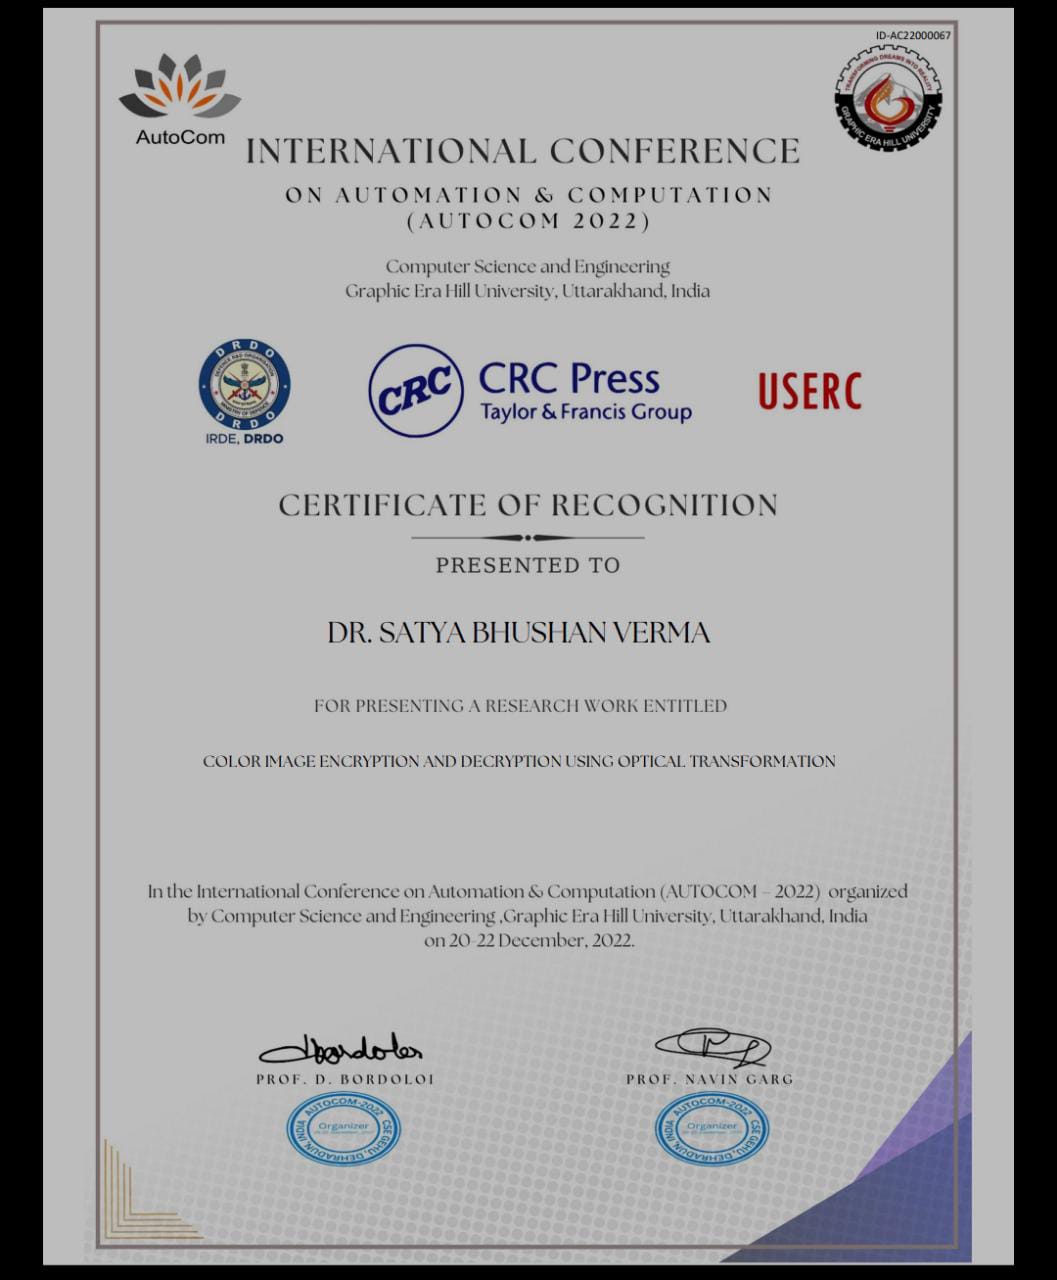 ID-AC22000067
AutoCom
TRANSFORMING DREAMS INTO REALITY
GRAPHIC ERA HILL UNIVERSITY
INTERNATIONAL CONFERENCE
ON AUTOMATION & COMPUTATION
(AUTOCOM 2022)
Computer Science and Engineering
Graphic Era Hill University, Uttarakhand, India
DRDO
DEFENCE R&D ORGANISATION
MINISTRY OF DEFENCE
DRDO
IRDE, DRDO
CRC
CRC Press
Taylor & Francis Group
USERC
CERTIFICATE OF RECOGNITION
PRESENTED TO
DR. SATYA BHUSHAN VERMA
FOR PRESENTING A RESEARCH WORK ENTITLED
COLOR IMAGE ENCRYPTION AND DECRYPTION USING OPTICAL TRANSFORMATION
In the International Conference on Automation & Computation (AUTOCOM – 2022) organized
by Computer Science and Engineering ,Graphic Era Hill University, Uttarakhand, India
on 20-22 December, 2022.
PROF. D. BORDOLOI
PROF. NAVIN GARG
AUTOCOM-2022
Organizer
CSE GEHU, DEHRADUN, INDIA
AUTOCOM-2022
Organizer
CSE GEHU, DEHRADUN, INDIA